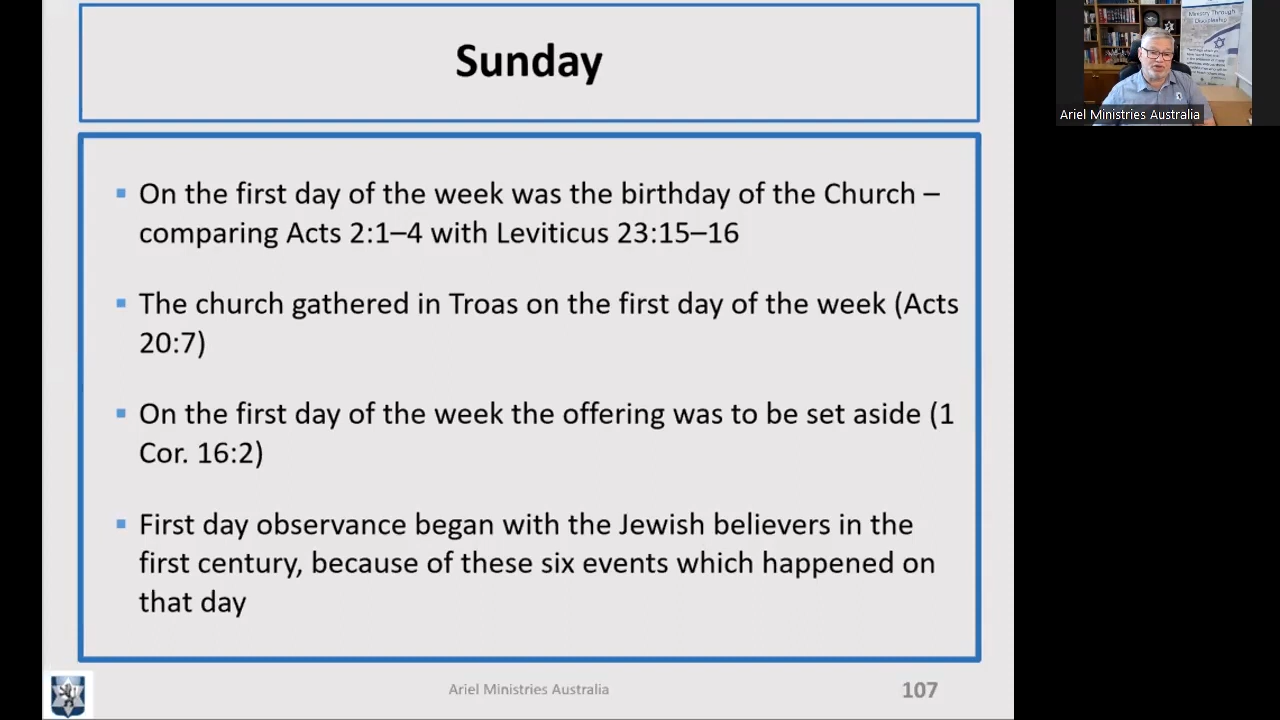 Sunday
▪ On the first day of the week was the birthday of the Church –
comparing Acts 2:1–4 with Leviticus 23:15–16
▪ The church gathered in Troas on the first day of the week (Acts
20:7)
▪ On the first day of the week the offering was to be set aside (1
Cor. 16:2)
▪ First day observance began with the Jewish believers in the
first century, because of these six events which happened on
that day
Ariel Ministries Australia
107
Ministry Through
Discipleship
Ariel Ministries Australia